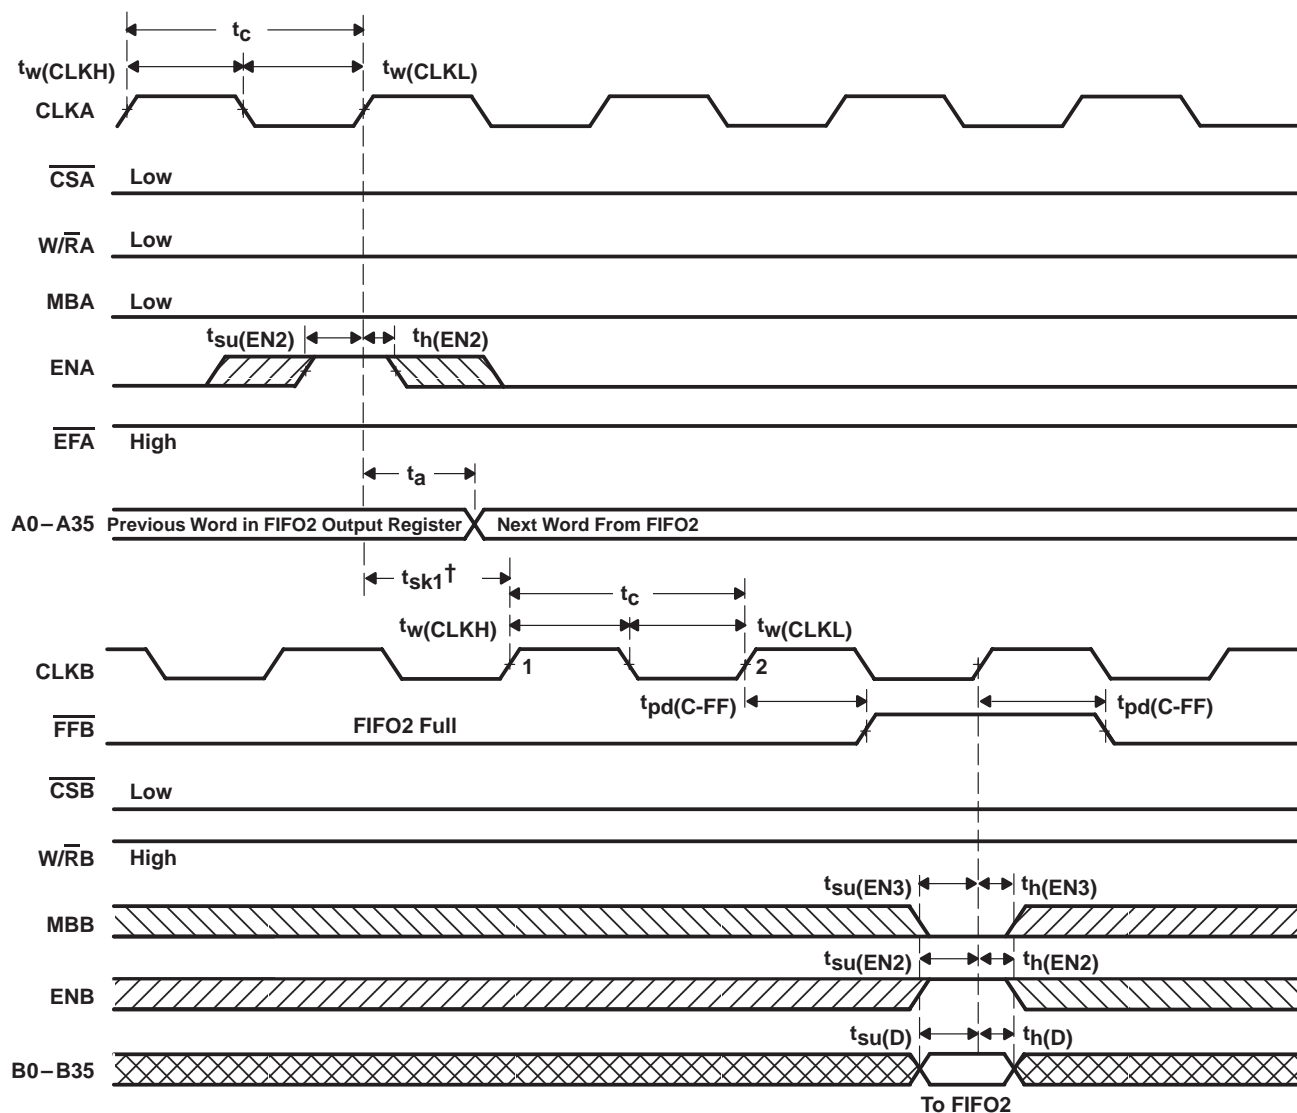 tc
tw(CLKH) tw(CLKL)
CLKA
CSA Low
W/RA Low
MBA Low
tsu(EN2) th(EN2)
ENA
EFA High
ta
A0–A35 Previous Word in FIFO2 Output Register Next Word From FIFO2
tsk1†
tc
tw(CLKH) tw(CLKL)
CLKB 1 2
tpd(C-FF) tpd(C-FF)
FFB FIFO2 Full
CSB Low
W/RB High
tsu(EN3) th(EN3)
MBB
tsu(EN2) th(EN2)
ENB
tsu(D) th(D)
B0–B35
To FIFO2